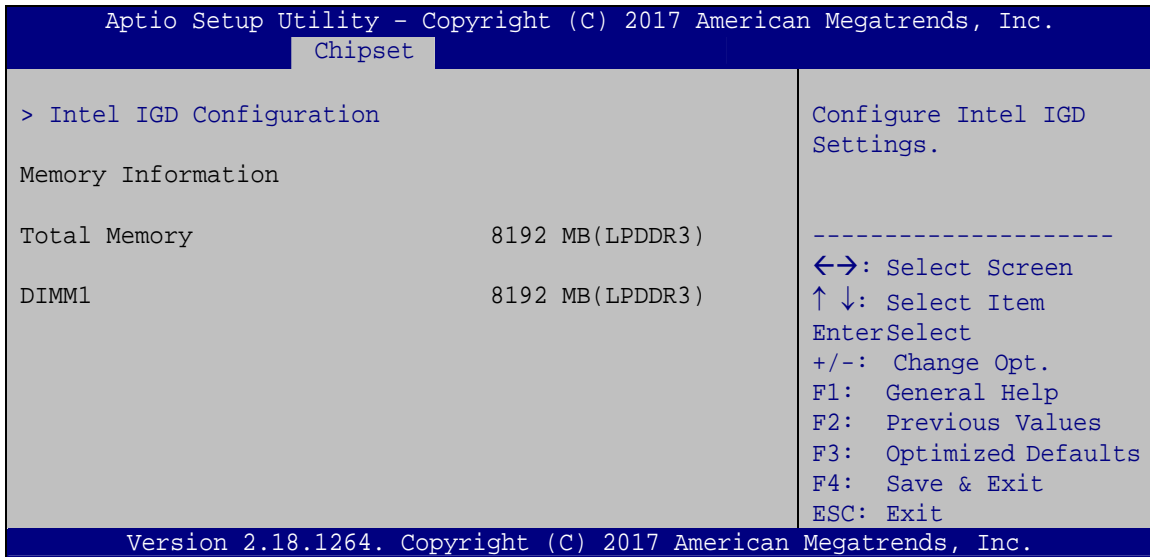 Aptio Setup Utility – Copyright (C) 2017 American Megatrends, Inc.
Chipset
> Intel IGD Configuration
Memory Information
Total Memory 8192 MB(LPDDR3)
DIMM1 8192 MB(LPDDR3)
Configure Intel IGD
Settings.
---------------------
←→: Select Screen
↑ ↓: Select Item
EnterSelect
+/-: Change Opt.
F1: General Help
F2: Previous Values
F3: Optimized Defaults
F4: Save & Exit
ESC: Exit
Version 2.18.1264. Copyright (C) 2017 American Megatrends, Inc.